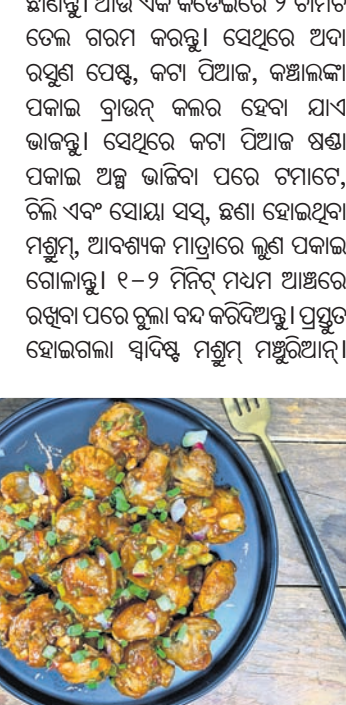 ଛାଣନ୍ତୁ। ଆଉ ଏକ କଡେଇରେ ୨ ଚାମଚ
ତେଲ ଗରମ କରନ୍ତୁ। ସେଥିରେ ଅଦା
ରସୁଣ ପେଷ୍ଟ, କଟା ପିଆଜ, କଞ୍ଚାଲଙ୍କା
ପକାଇ ବ୍ରାଉନ୍ କଲର ହେବା ଯାଏ
ଭାଜନ୍ତୁ। ସେଥିରେ କଟା ପିଆଜ ଷଣ୍ଢା
ପକାଇ ଅଳ୍ପ ଭାଜିବା ପରେ ଟମାଟେ,
ଚିଲି ଏବଂ ସୋୟା ସସ୍, ଛଣା ହୋଇଥିବା
ମଶ୍ରୁମ୍, ଆବଶ୍ୟକ ମାତ୍ରାରେ ଲୁଣ ପକାଇ
ଗୋଳାନ୍ତୁ। ୧–୨ ମିନିଟ୍ ମଧ୍ୟମ ଆଞ୍ଚରେ
ରଖିବା ପରେ ଚୁଲା ବନ୍ଦ କରିଦିଅନ୍ତୁ। ପ୍ରସ୍ତୁତ
ହୋଇଗଲା ସ୍ୱାଦିଷ୍ଟ ମଶ୍ରୁମ୍ ମଞ୍ଚୁରିଆନ୍।